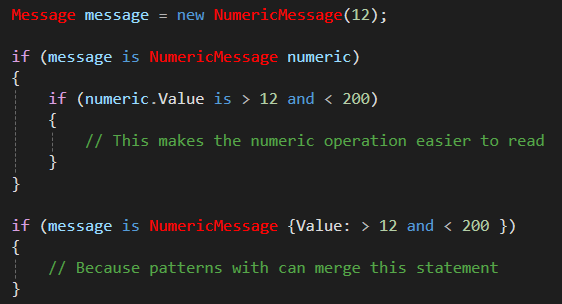 Message message = new NumericMessage(12);
if (message is NumericMessage numeric)
{
if (numeric.Value is > 12 and < 200)
{
// This makes the numeric operation easier to read
}
}
if (message is NumericMessage {Value: > 12 and < 200 })
{
// Because patterns with can merge this statement
}